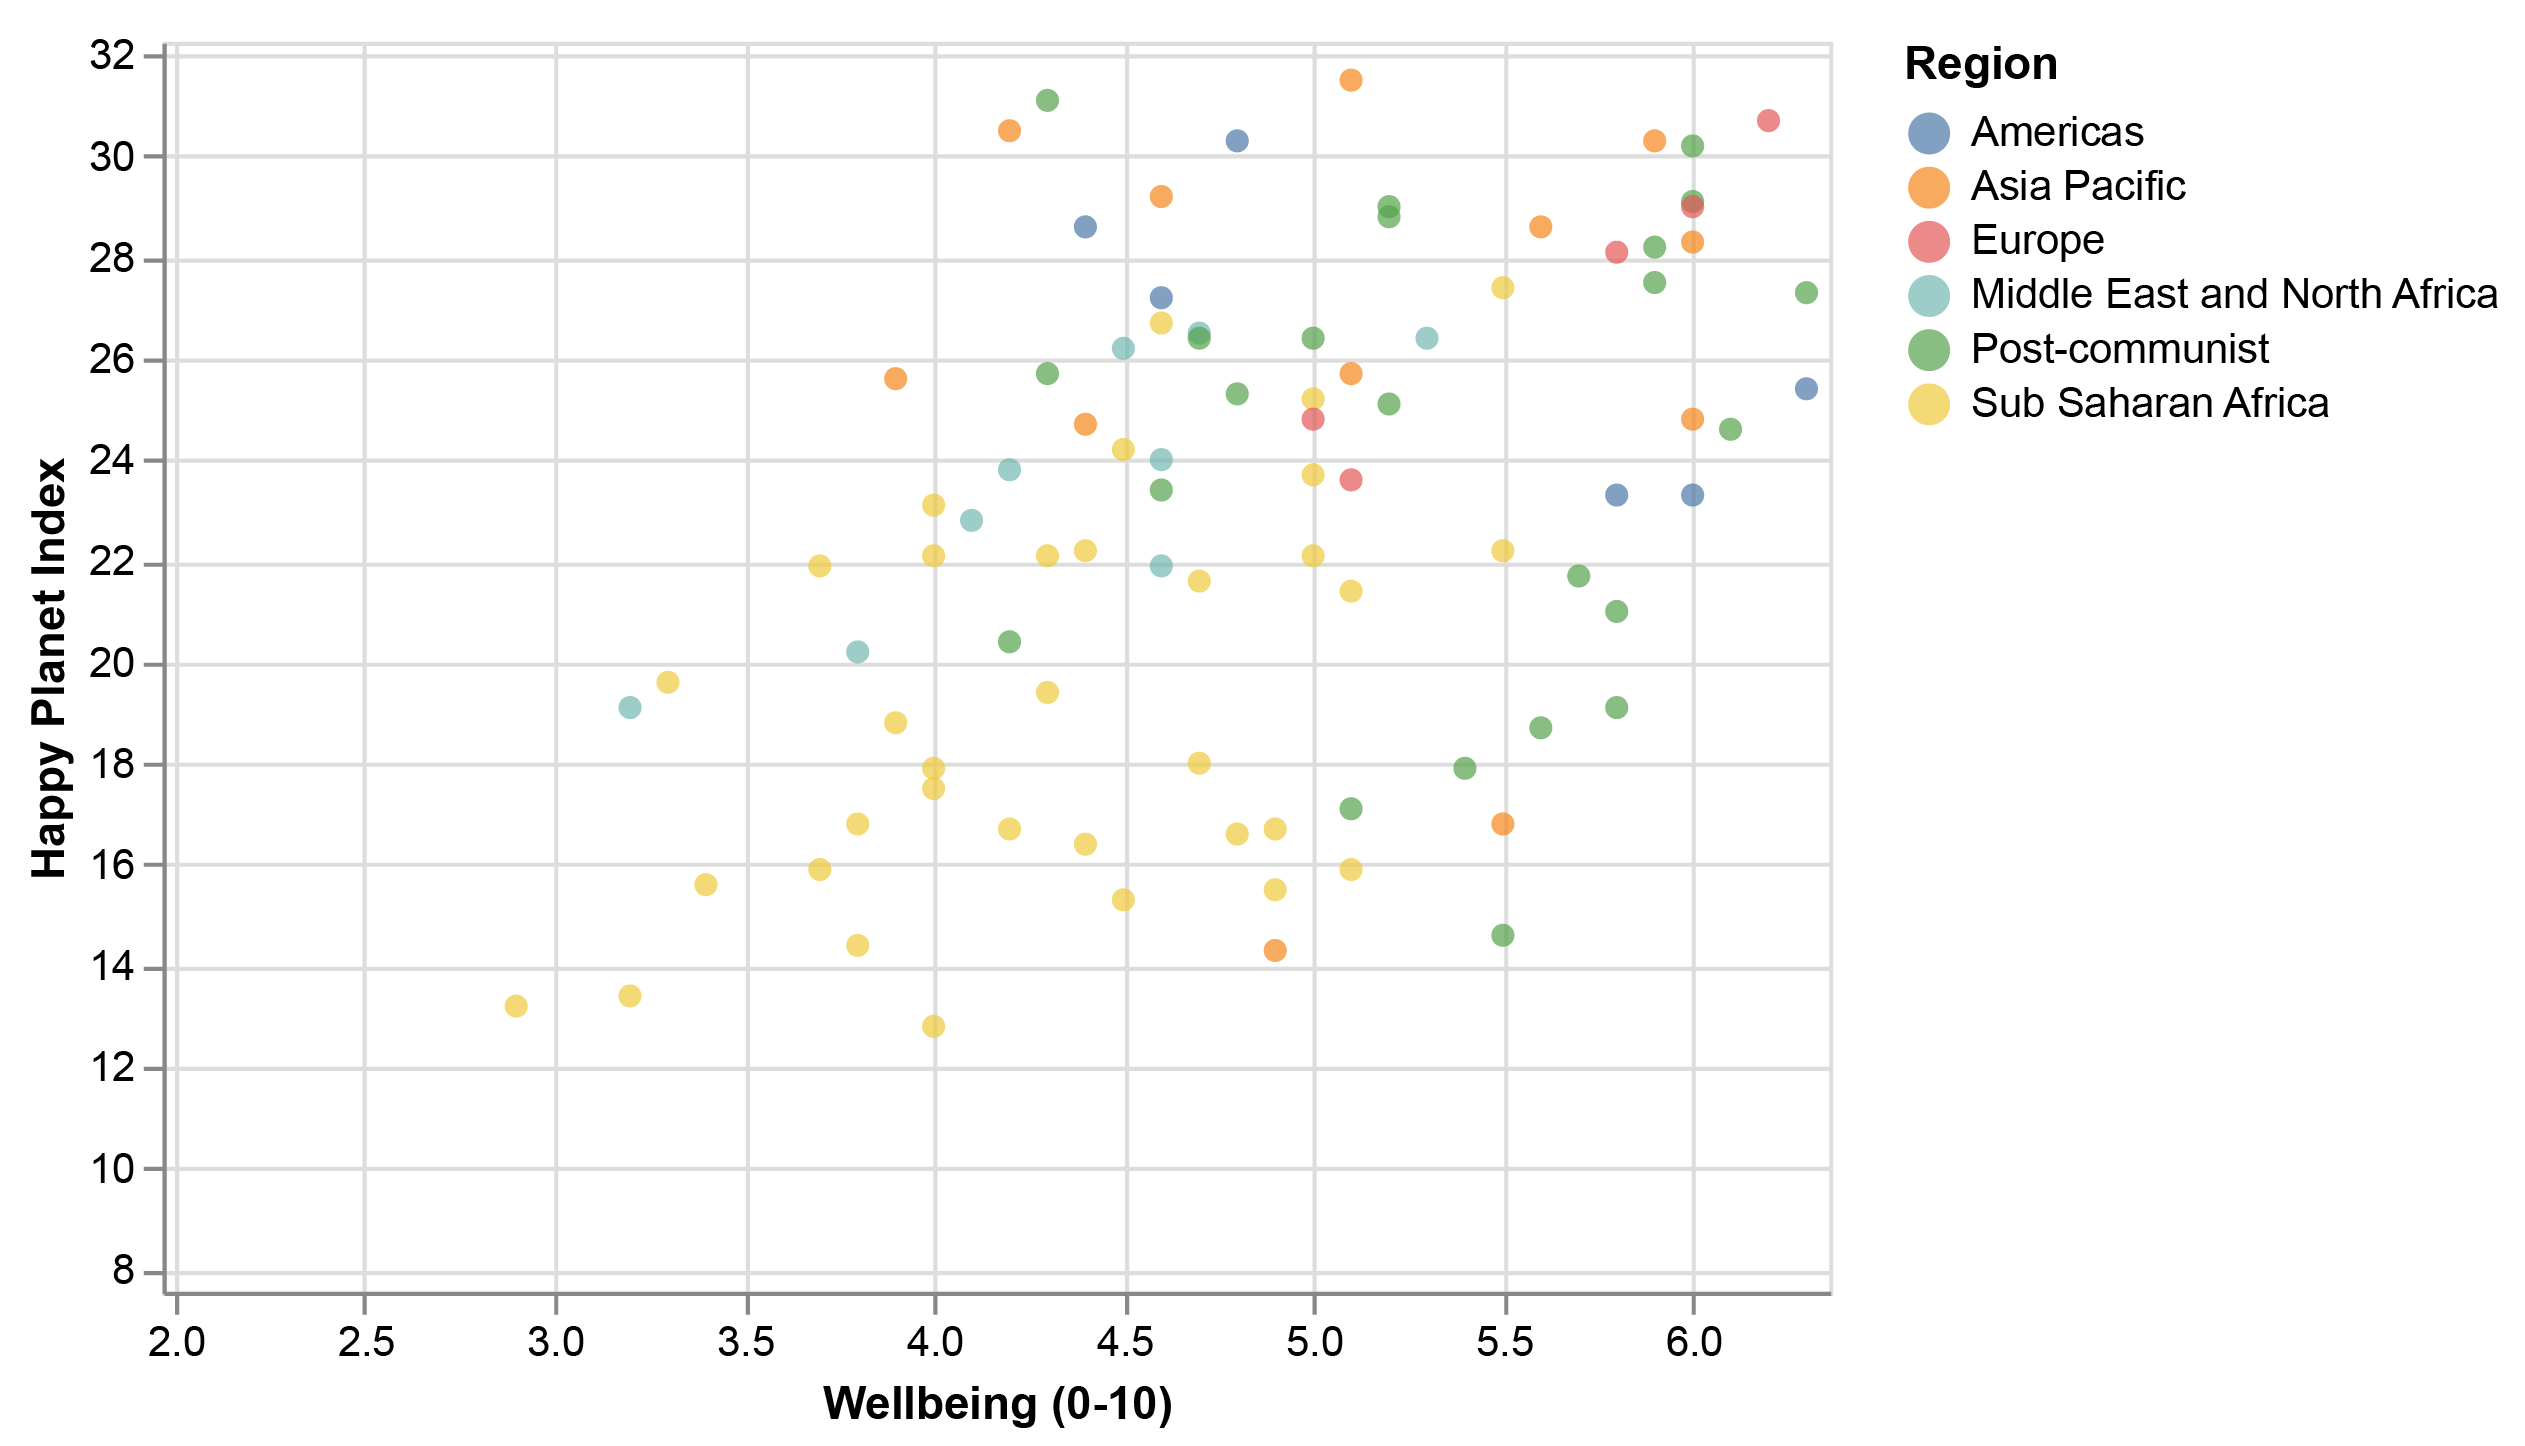 32
30
28
26
24
22
20
18
16
14
12
10
8
Happy Planet Index
2.0 2.5 3.0 3.5 4.0 4.5 5.0 5.5 6.0
Wellbeing (0-10)
Region
Americas
Asia Pacific
Europe
Middle East and North Africa
Post-communist
Sub Saharan Africa